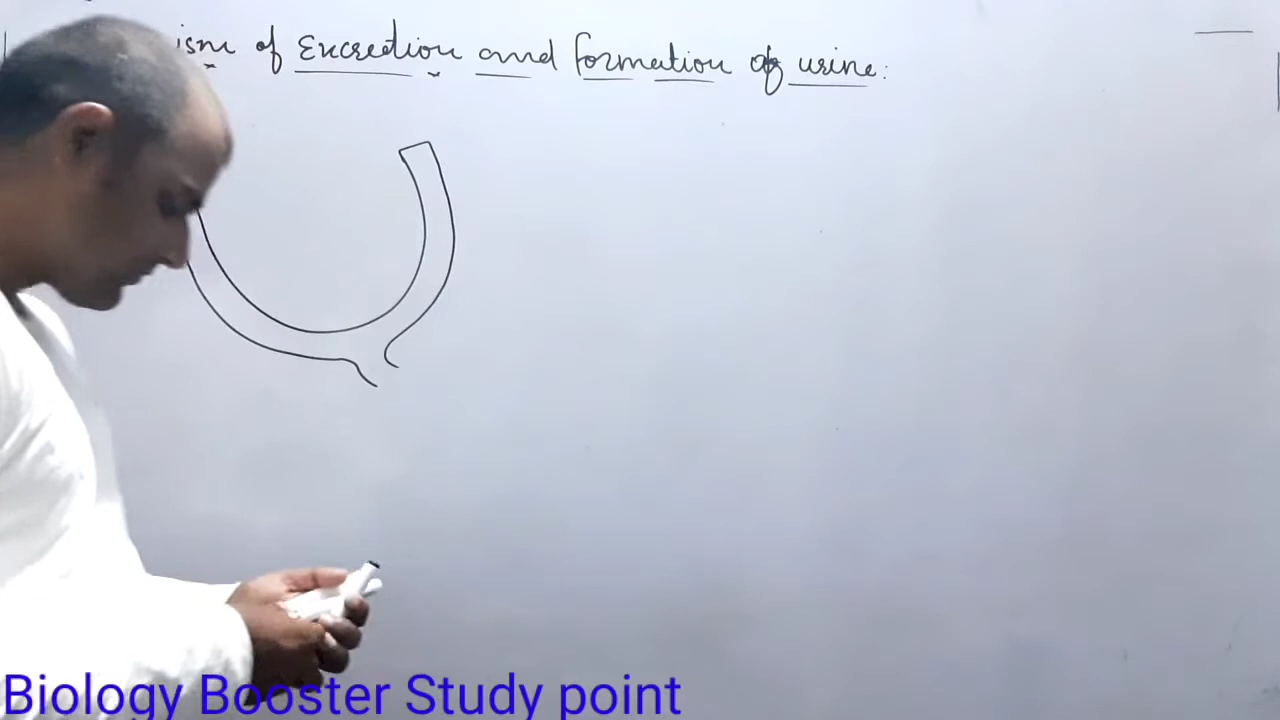 ism of Excretion and formation of urine:
Biology Booster Study point